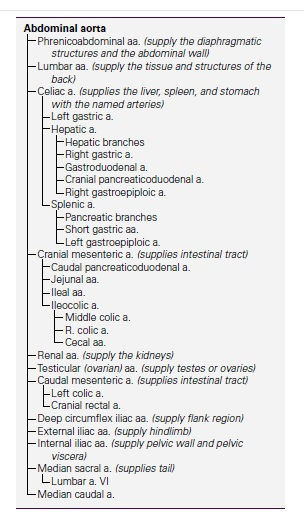 Abdominal aorta
Phrenicoabdominal aa. (supply the diaphragmatic
structures and the abdominal wall)
Lumbar aa. (supply the tissue and structures of the
back)
Celiac a. (supplies the liver, spleen, and stomach
with the named arteries)
Left gastric a.
Hepatic a.
Hepatic branches
Right gastric a.
Gastroduodenal a.
Cranial pancreaticoduodenal a.
Right gastroepiploic a.
Splenic a.
Pancreatic branches
Short gastric aa.
Left gastroepiploic a.
Cranial mesenteric a. (supplies intestinal tract)
Caudal pancreaticoduodenal a.
Jejunal aa.
Ileal aa.
Ileocolic a.
Middle colic a.
R. colic a.
Cecal aa.
Renal aa. (supply the kidneys)
Testicular (ovarian) aa. (supply testes or ovaries)
Caudal mesenteric a. (supplies intestinal tract)
Left colic a.
Cranial rectal a.
Deep circumflex iliac aa. (supply flank region)
External iliac aa. (supply hindlimb)
Internal iliac aa. (supply pelvic wall and pelvic
viscera)
Median sacral a. (supplies tail)
Lumbar a. VI
Median caudal a.